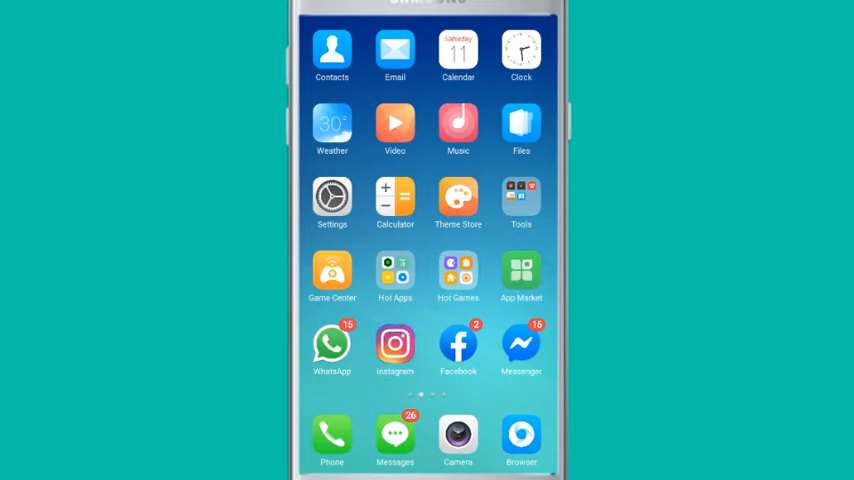 Saturday
11
Contacts Email Calendar Clock
30°
Weather Video Music Files
Settings Calculator Theme Store Tools
Game Center Hot Apps Hot Games App Market
15 2 15
WhatsApp Instagram Facebook Messenger
26
Phone Messages Camera Browser